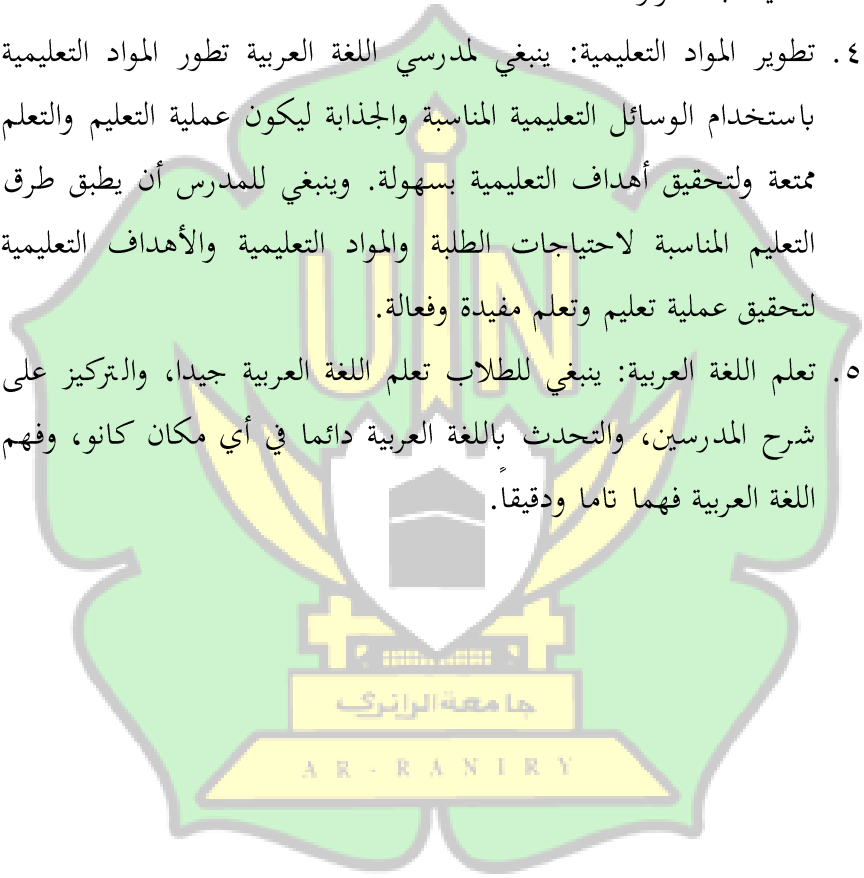 ٤. تطوير المواد التعليمية: ينبغي لمدرسي اللغة العربية تطور المواد التعليمية
باستخدام الوسائل التعليمية المناسبة والجذابة ليكون عملية التعليم والتعلم
ممتعة ولتحقيق أهداف التعليمية بسهولة. وينبغي للمدرس أن يطبق طرق
التعليم المناسبة لاحتياجات الطلبة والمواد التعليمية والأهداف التعليمية
لتحقيق عملية تعليم وتعلم مفيدة وفعالة.
٥. تعلم اللغة العربية: ينبغي للطلاب تعلم اللغة العربية جيدا، والتركيز على
شرح المدرسين، والتحدث باللغة العربية دائما في أي مكان كانو، وفهم
اللغة العربية فهما تاما ودقيقاً.
UIN
جامعة الرانري
AR-RANIRY